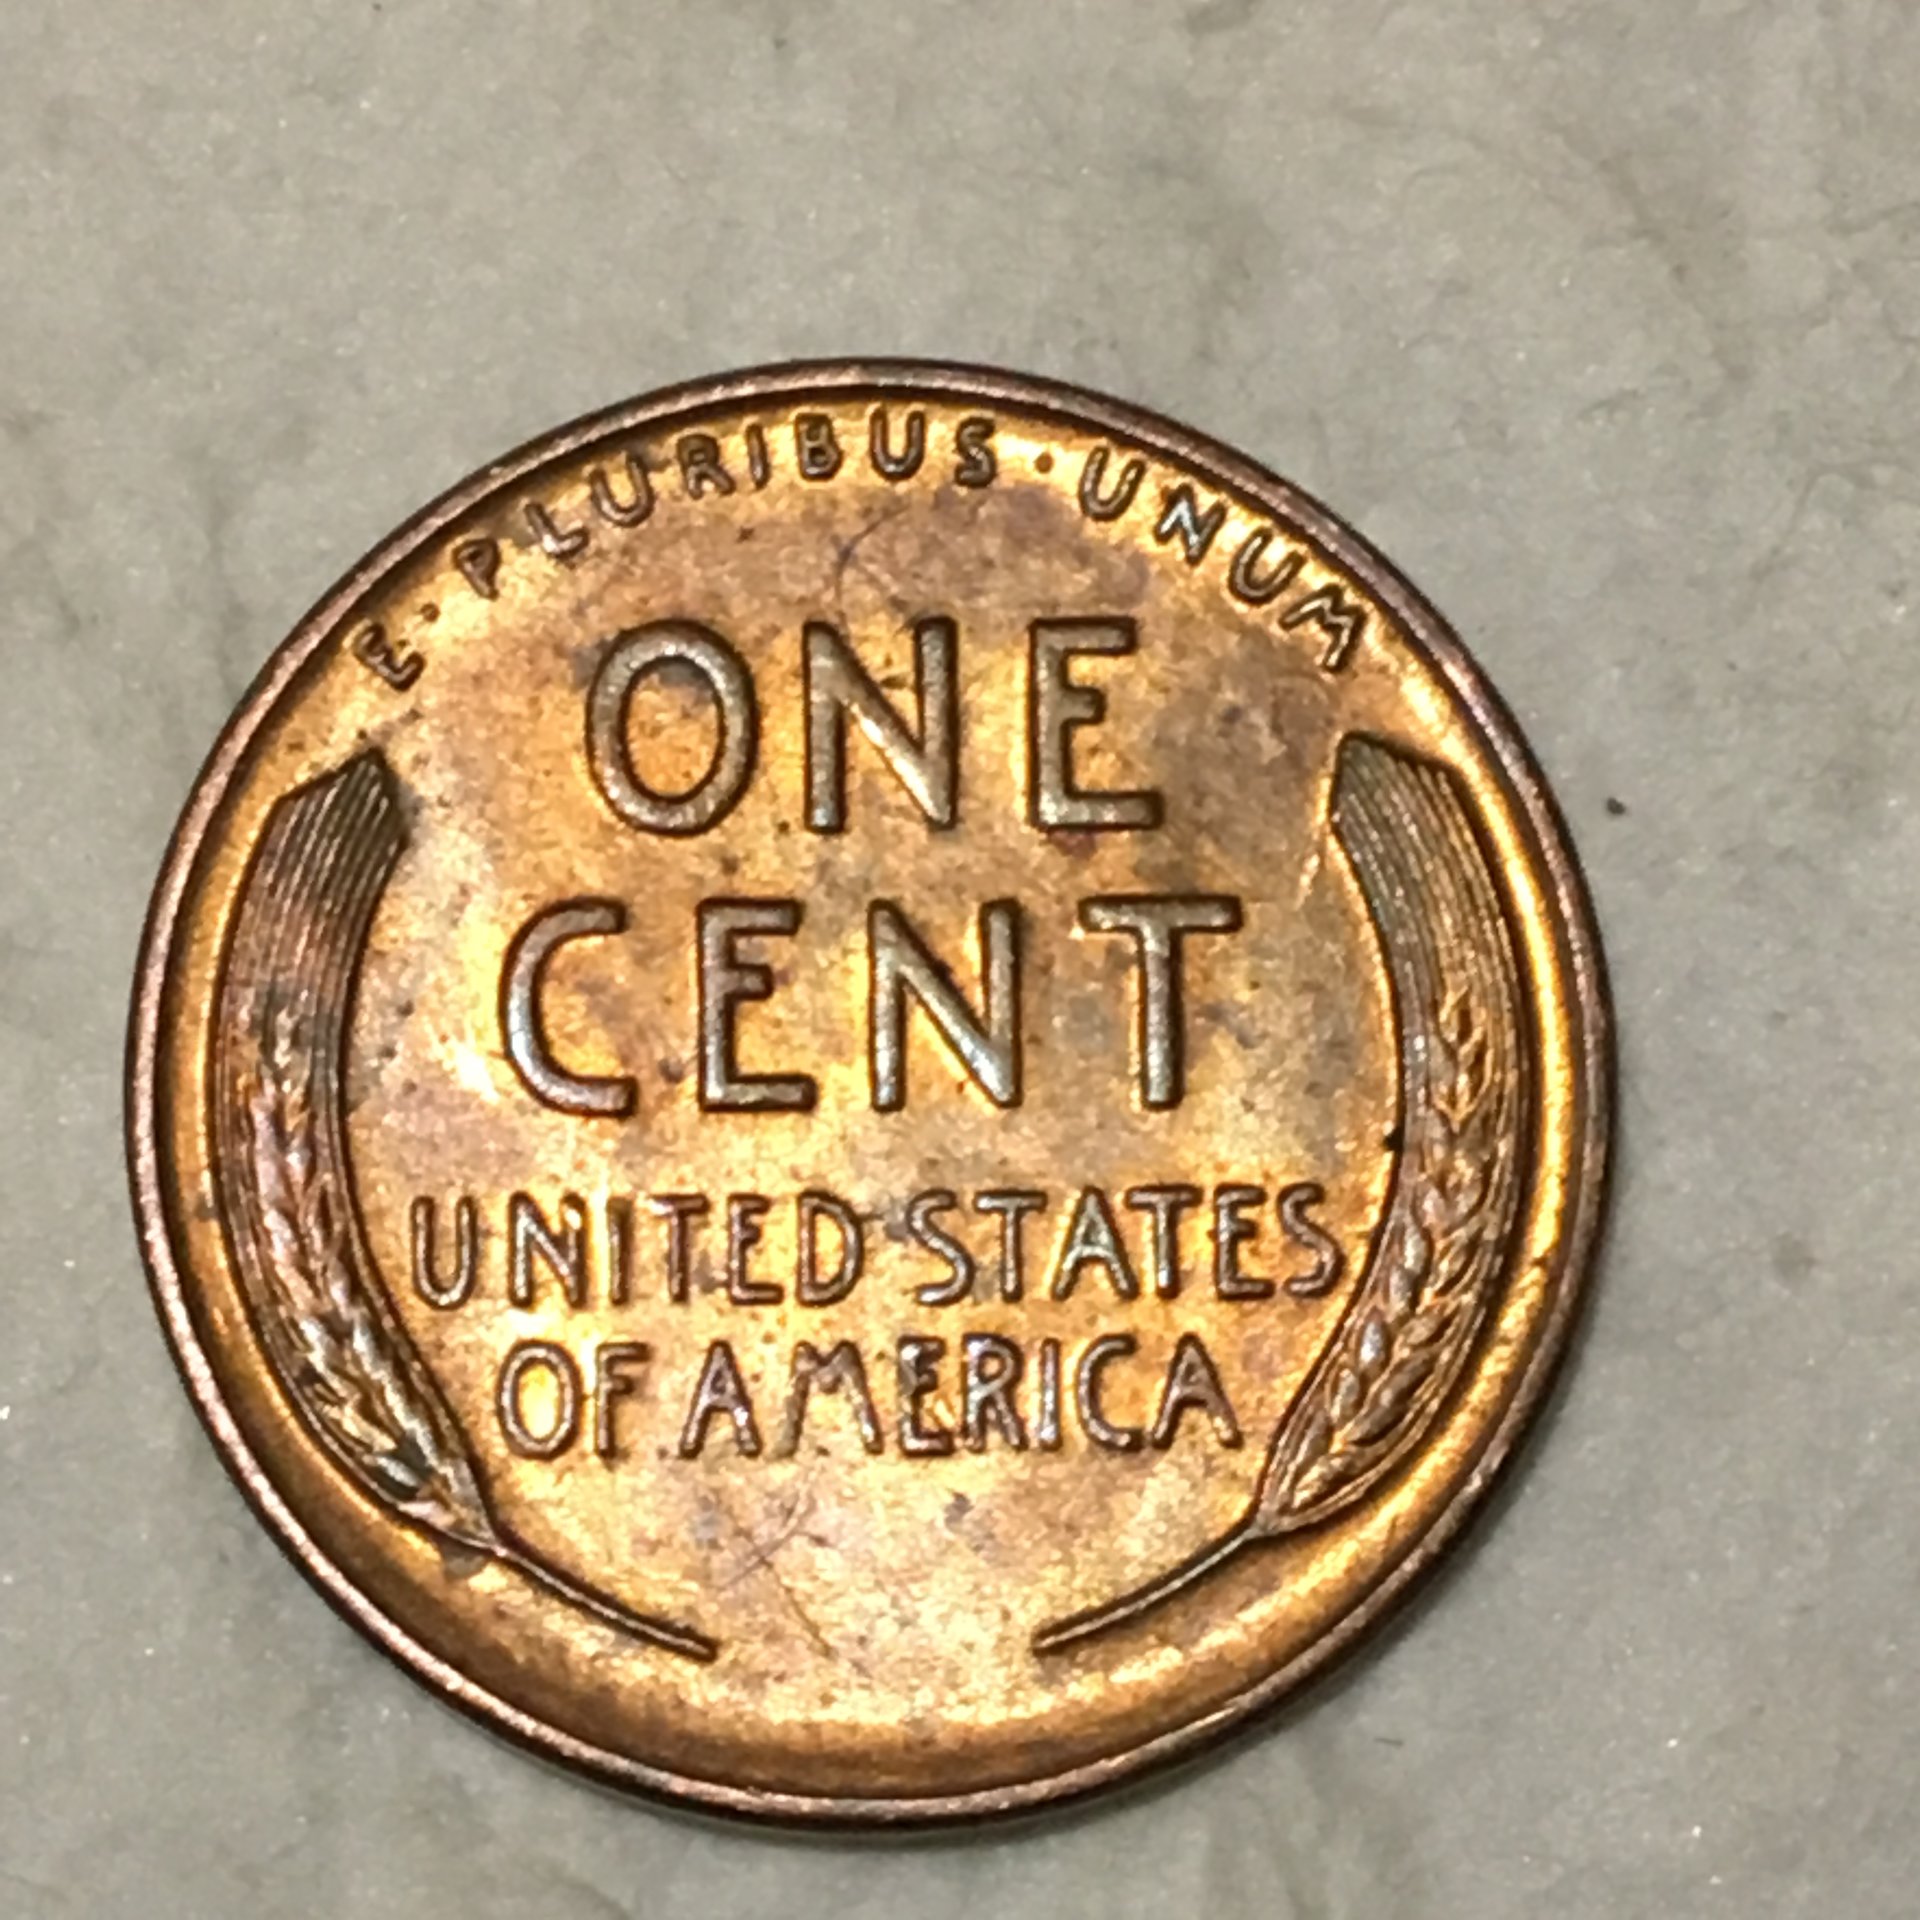 E·PLURIBUS·UNUM
ONE
CENT
UNITED STATES
OF AMERICA